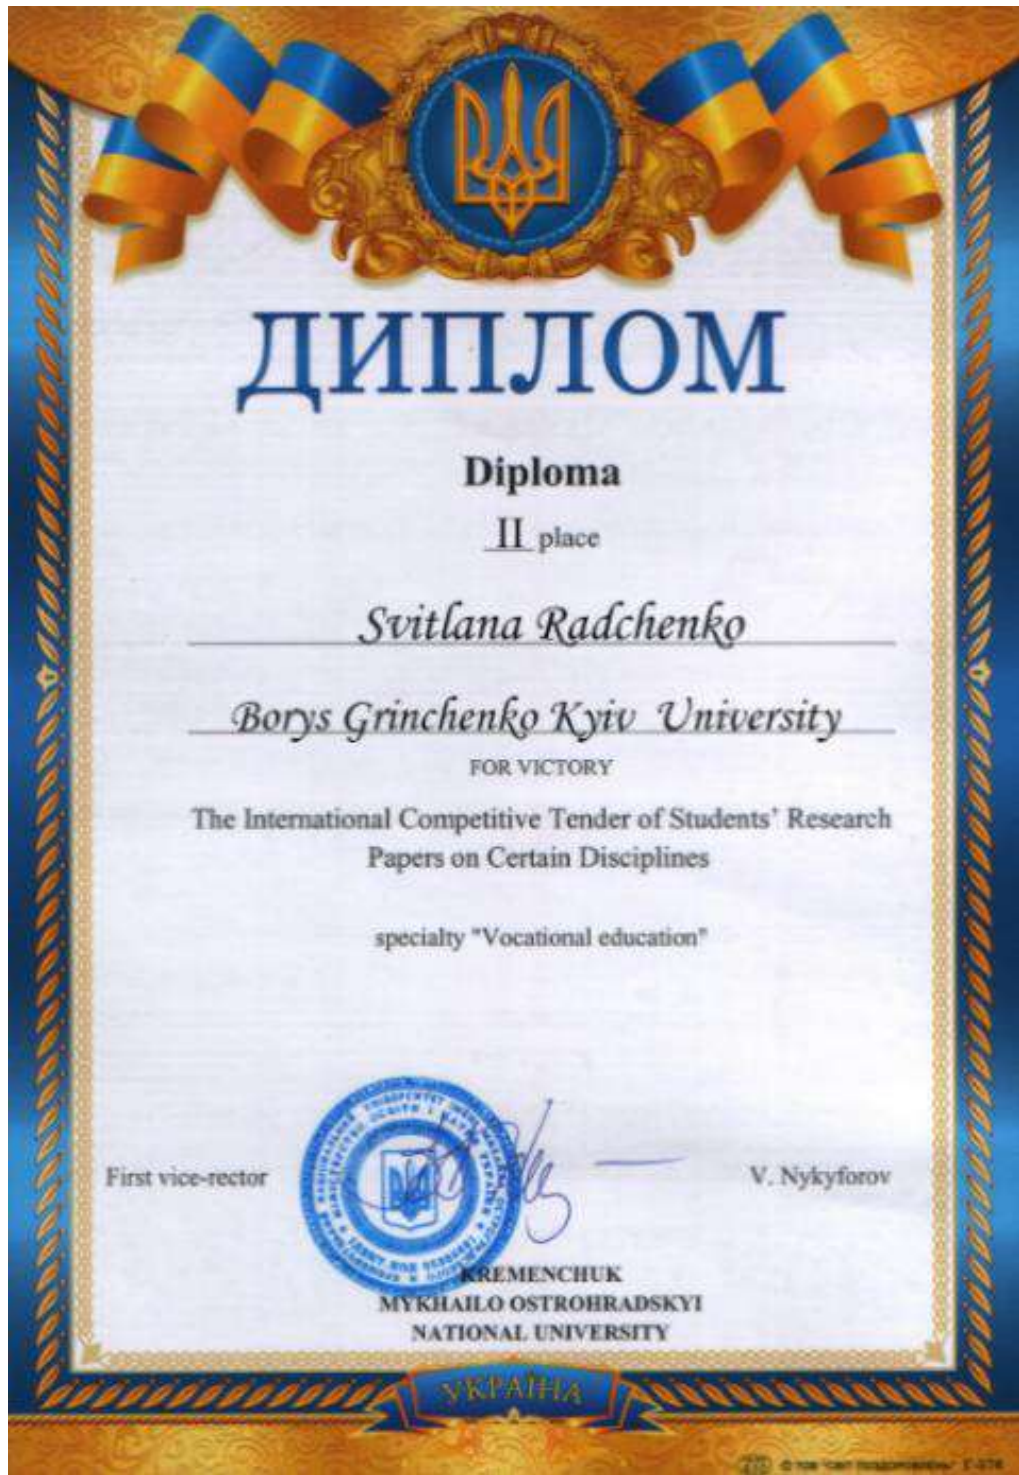 ДИПЛОМ
Diploma
II place
Svitlana Radchenko
Borys Grinchenko Kyiv University
FOR VICTORY
The International Competitive Tender of Students' Research
Papers on Certain Disciplines
specialty "Vocational education"
First vice-rector
V. Nykyforov
KREMENCHUK
MYKHAILO OSTROHRADSKYI
NATIONAL UNIVERSITY
УКРАЇНА